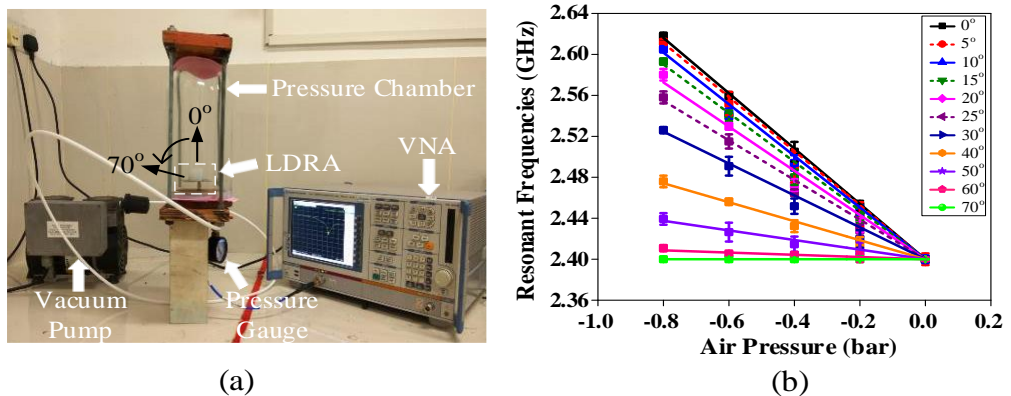 Pressure Chamber
0°
70°
LDRA
VNA
Vacuum
Pump
Pressure
Gauge
(a)
Resonant Frequencies (GHz)
2.64
2.60
2.56
2.52
2.48
2.44
2.40
2.36
-1.0 -0.8 -0.6 -0.4 -0.2 0.0 0.2
Air Pressure (bar)
0°
5°
10°
15°
20°
25°
30°
40°
50°
60°
70°
(b)